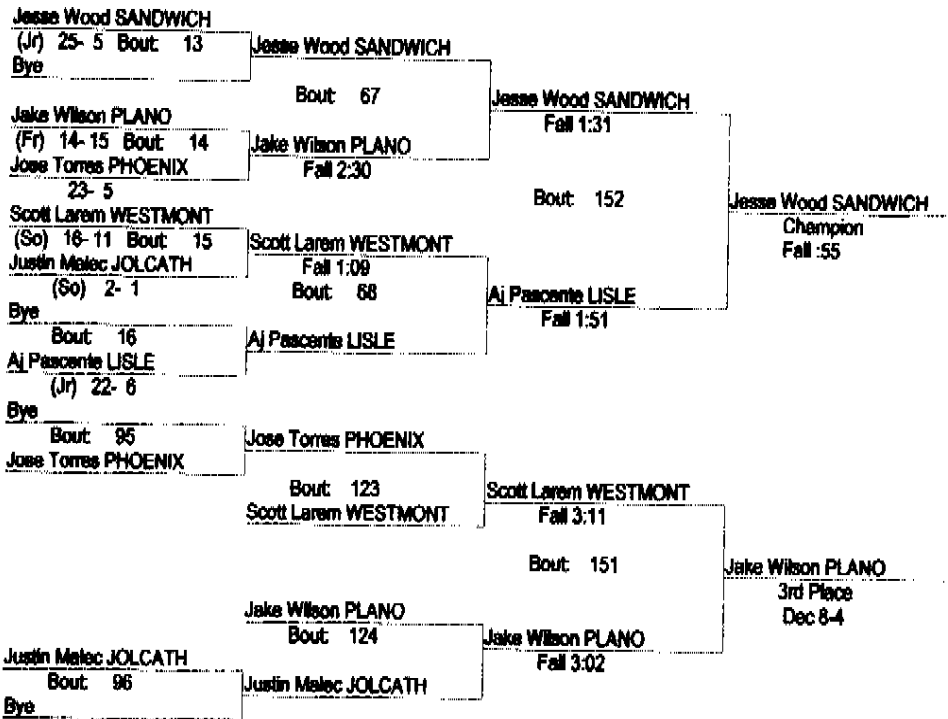 Jesse Wood SANDWICH
(Jr) 25- 5 Bout: 13
Bye
Jesse Wood SANDWICH
Bout: 67
Jake Wilson PLANO
(Fr) 14- 15 Bout: 14
Jose Torres PHOENIX
23- 5
Jake Wilson PLANO
Fall 2:30
Jesse Wood SANDWICH
Fall 1:31
Scott Larem WESTMONT
(So) 16- 11 Bout: 15
Justin Malec JOLCATH
(So) 2- 1
Scott Larem WESTMONT
Fall 1:09
Bout: 68
Bye
Bout: 16
Aj Pascente LISLE
(Jr) 22- 6
Aj Pascente LISLE
Aj Pascente LISLE
Fall 1:51
Bout: 152
Jesse Wood SANDWICH
Champion
Fall :55
Bye
Bout: 95
Jose Torres PHOENIX
Jose Torres PHOENIX
Bout: 123
Scott Larem WESTMONT
Scott Larem WESTMONT
Fall 3:11
Bout: 151
Jake Wilson PLANO
Bout: 124
Justin Malec JOLCATH
Bout: 96
Bye
Justin Malec JOLCATH
Jake Wilson PLANO
Fall 3:02
Jake Wilson PLANO
3rd Place
Dec 8-4